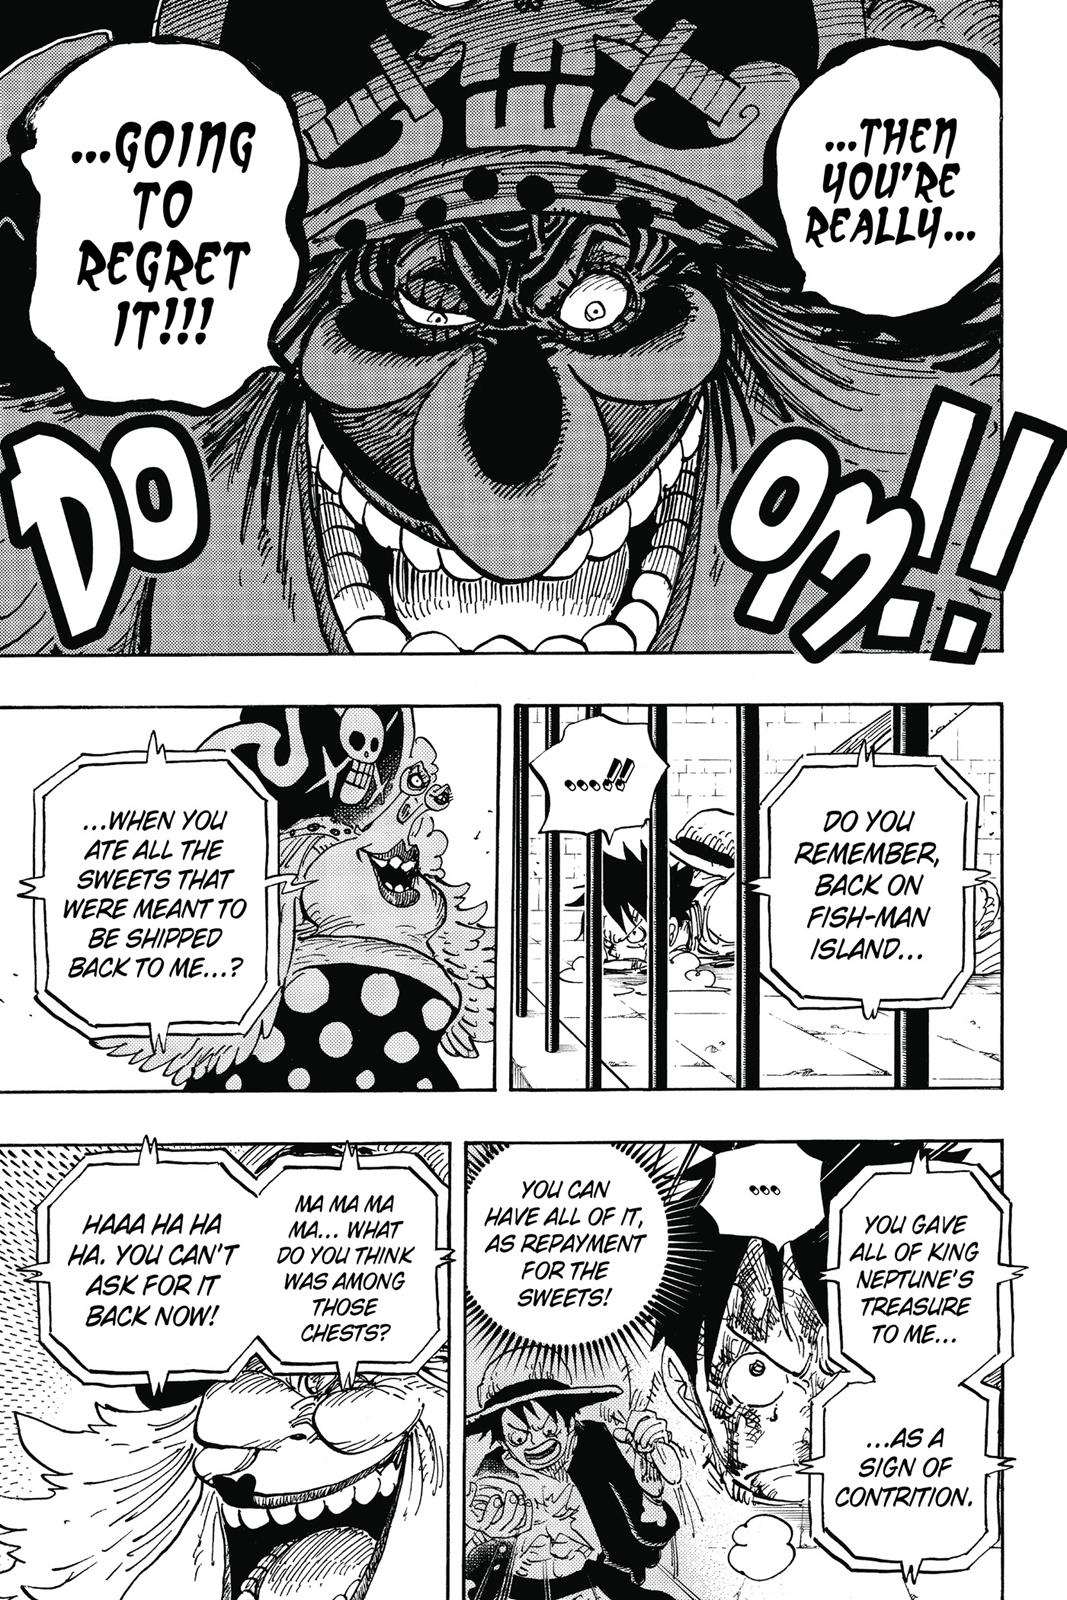 ...THEN
YOU'RE
REALLY...
...GOING
TO
REGRET
IT!!!
DOOM!!
DO YOU
REMEMBER,
BACK ON
FISH-MAN
ISLAND...
.....!!
...WHEN YOU
ATE ALL THE
SWEETS THAT
WERE MEANT TO
BE SHIPPED
BACK TO ME...?
YOU GAVE
ALL OF KING
NEPTUNE'S
TREASURE
TO ME...
...AS A
SIGN OF
CONTRITION.
...
YOU CAN
HAVE ALL OF IT,
AS REPAYMENT
FOR THE
SWEETS!
MA MA MA
MA... WHAT
DO YOU THINK
WAS AMONG
THOSE
CHESTS?
HAAA HA HA
HA. YOU CAN'T
ASK FOR IT
BACK NOW!